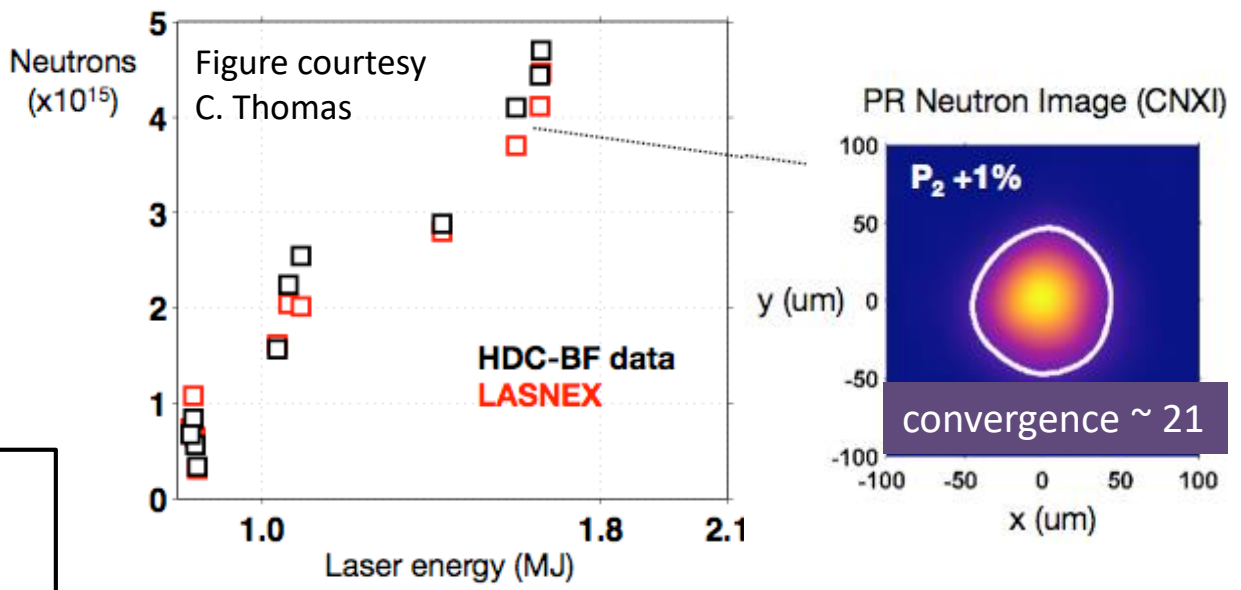 Neutrons
(x10¹⁵)
5
4
3
2
1
0
Figure courtesy
C. Thomas
HDC-BF data
LASNEX
1.0
1.8
2.1
Laser energy (MJ)
PR Neutron Image (CNXI)
100
50
0
-50
-100
y (um)
P₂ +1%
convergence ~ 21
-100
-50
0
50
100
x (um)